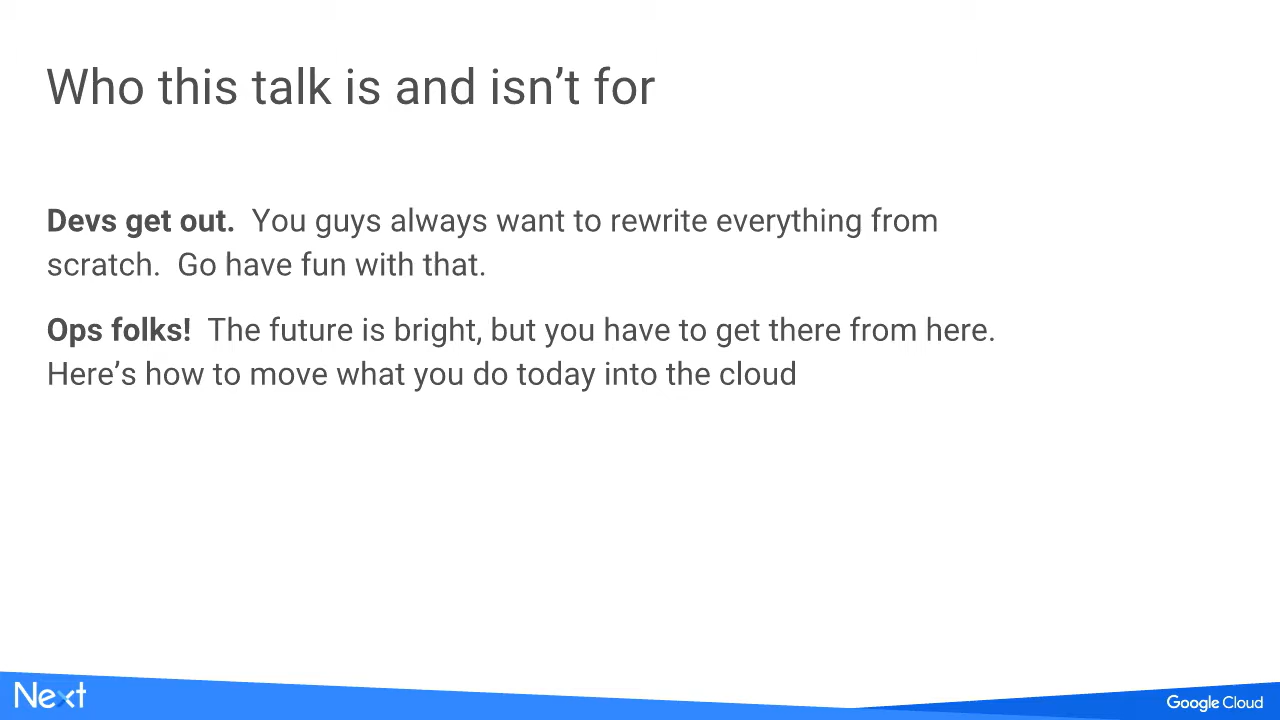 Who this talk is and isn’t for
Devs get out.  You guys always want to rewrite everything from
scratch.  Go have fun with that.
Ops folks!  The future is bright, but you have to get there from here.
Here’s how to move what you do today into the cloud
Next
Google Cloud